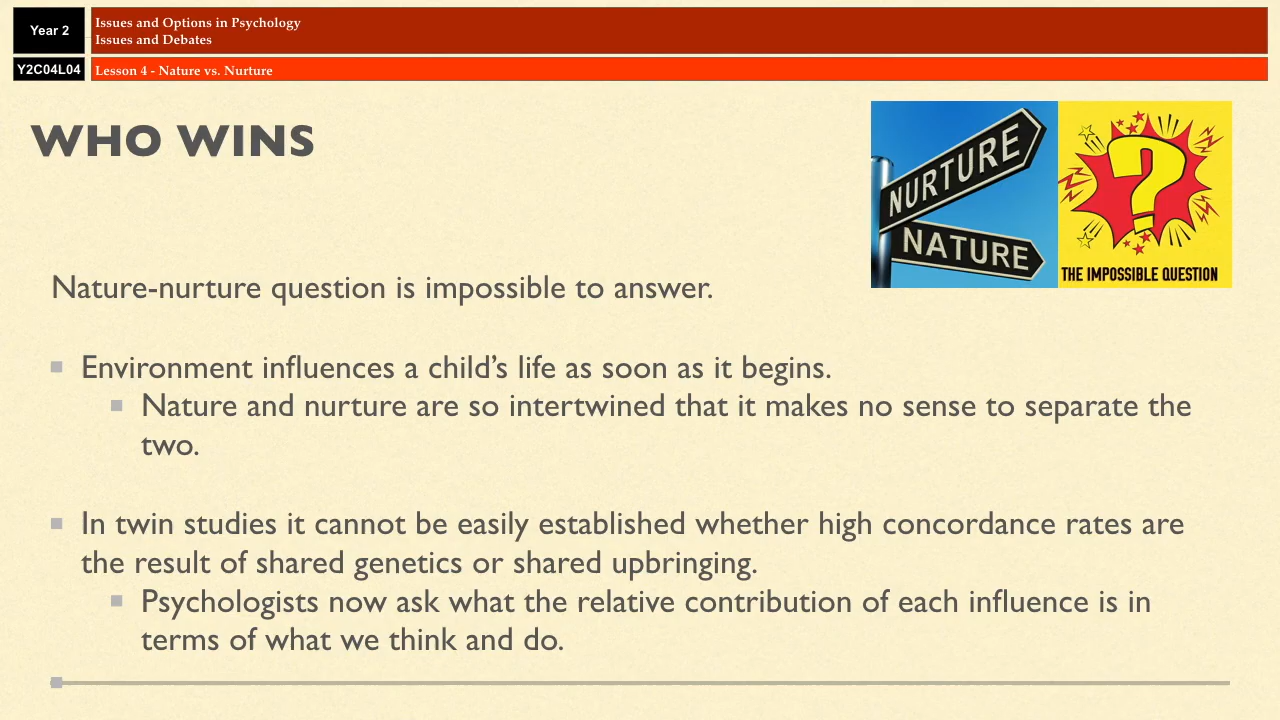 Year 2
Issues and Options in Psychology
Issues and Debates
Y2C04L04
Lesson 4 - Nature vs. Nurture
WHO WINS
NURTURE
NATURE
?
THE IMPOSSIBLE QUESTION
Nature-nurture question is impossible to answer.
Environment influences a child’s life as soon as it begins.
Nature and nurture are so intertwined that it makes no sense to separate the
two.
In twin studies it cannot be easily established whether high concordance rates are
the result of shared genetics or shared upbringing.
Psychologists now ask what the relative contribution of each influence is in
terms of what we think and do.